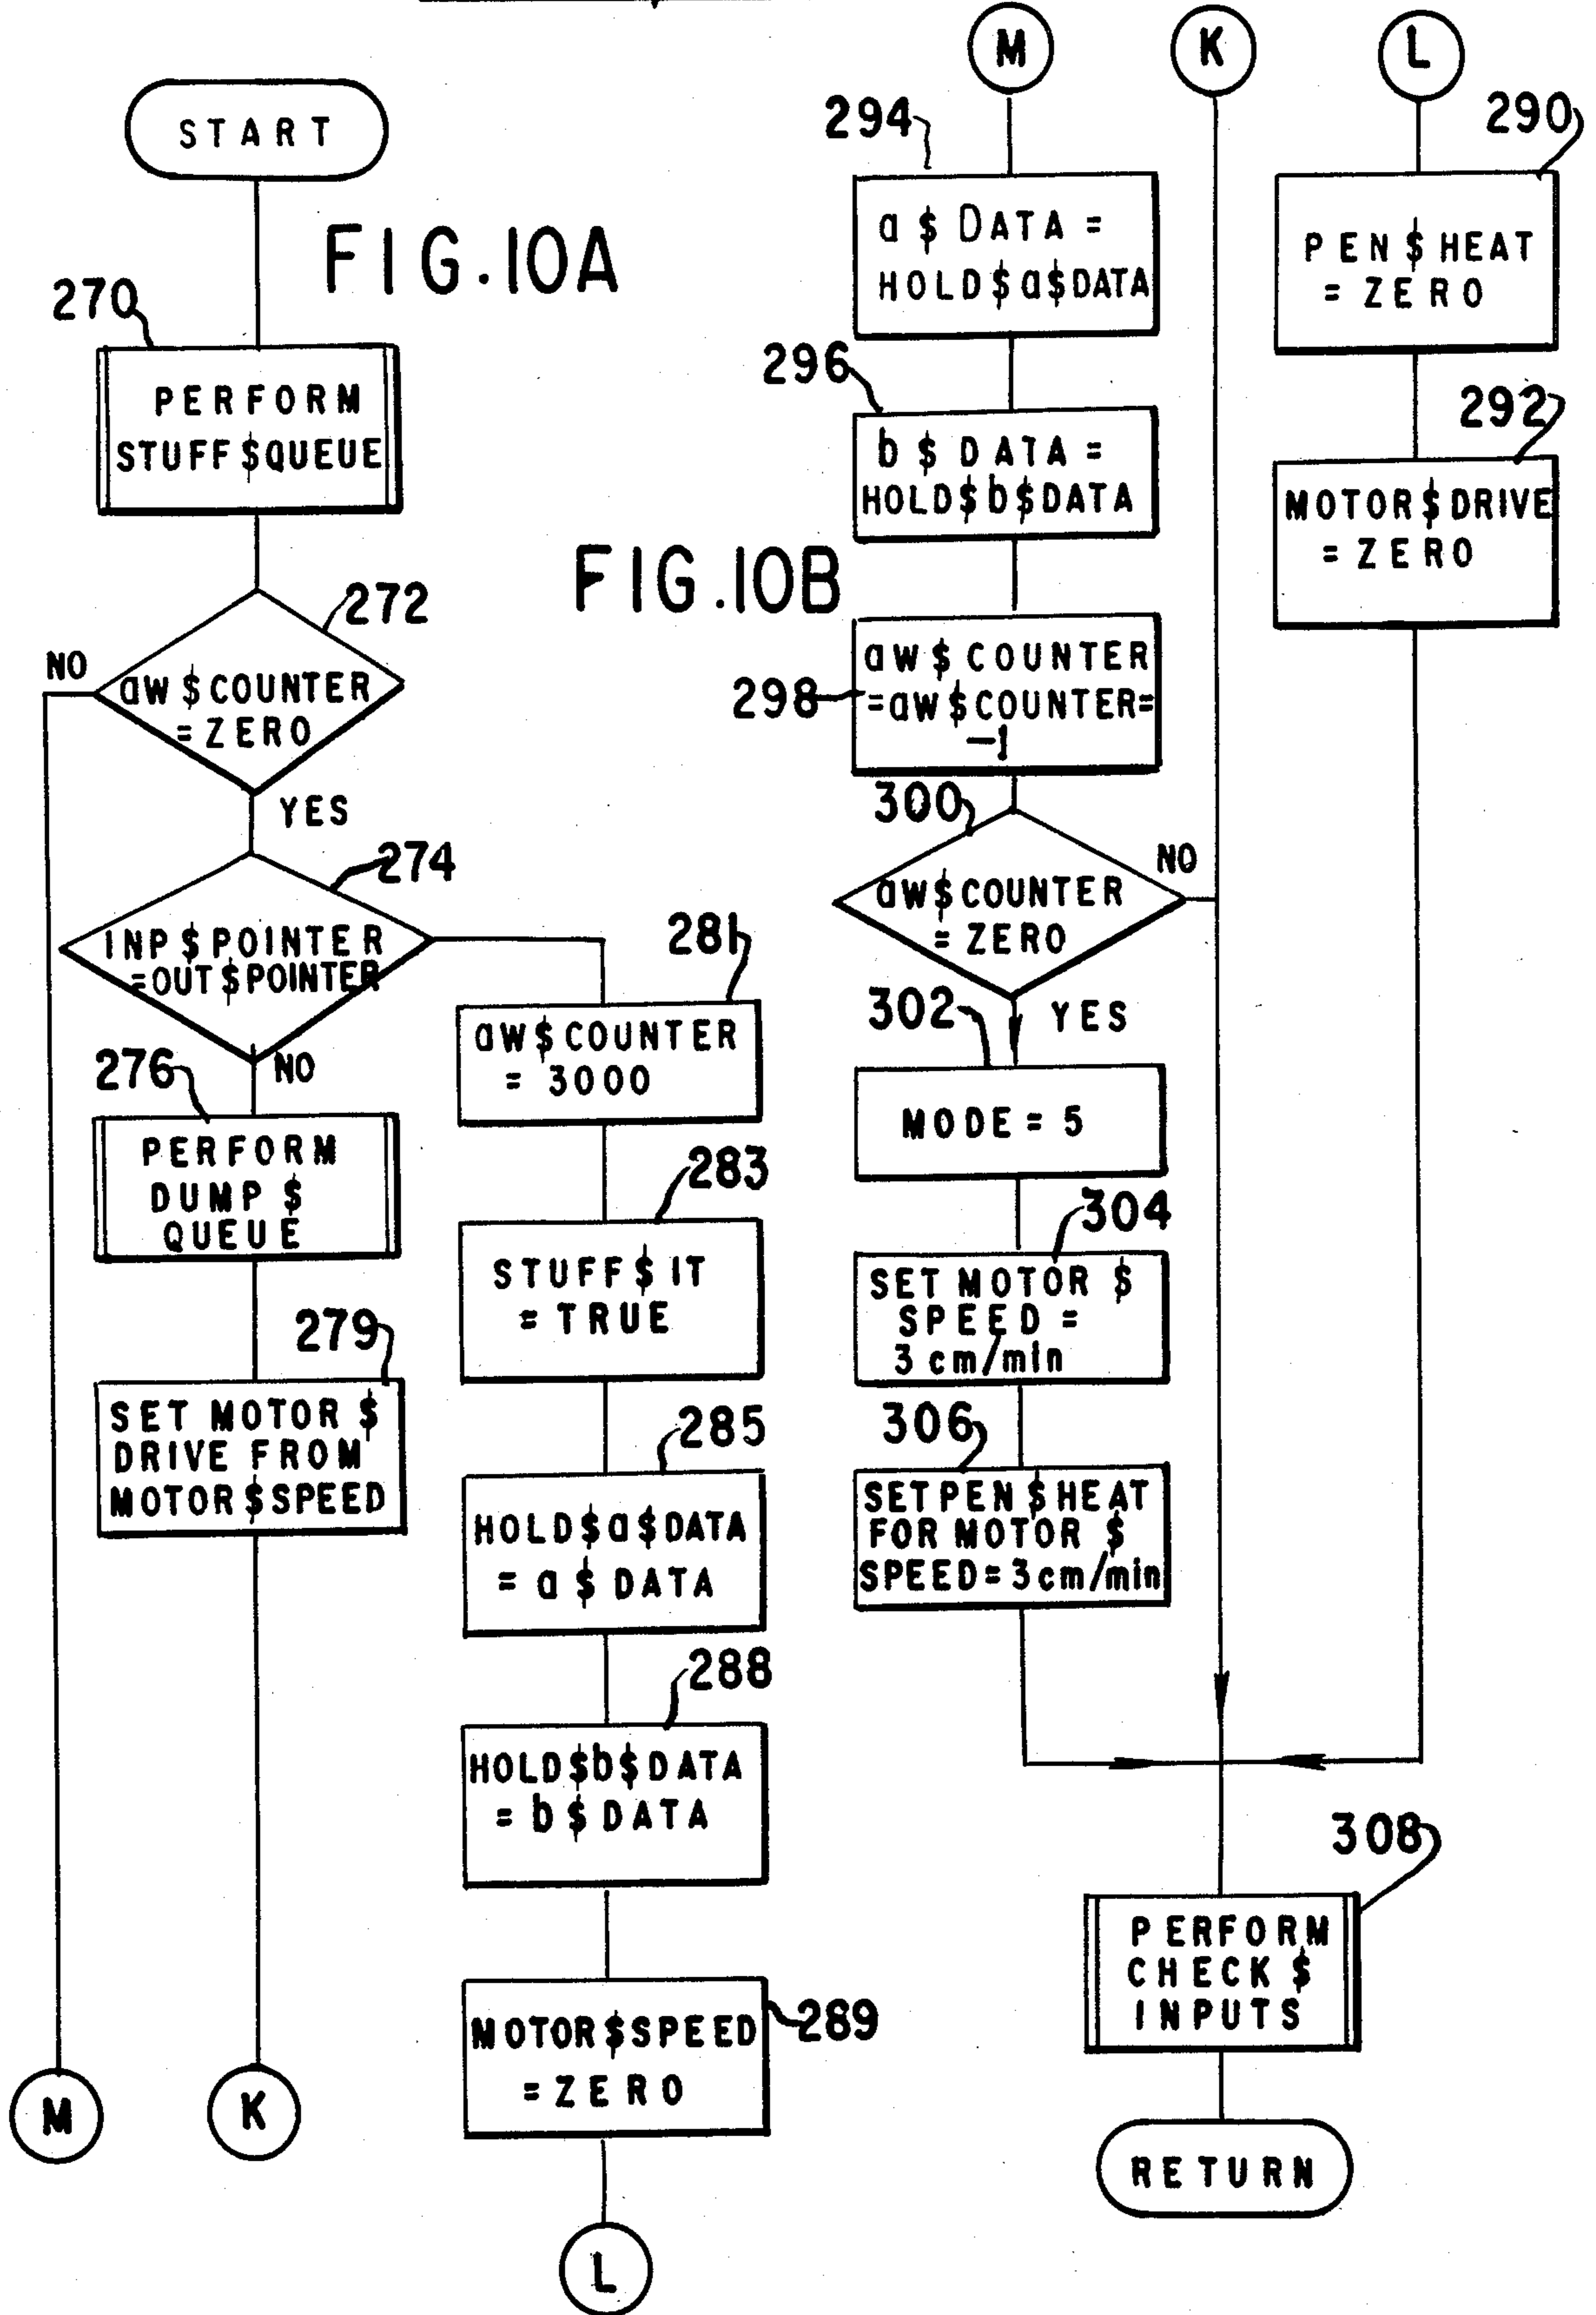 START
FIG.10A
270
PERFORM
STUFF$QUEUE
272
NO
aw$COUNTER
=ZERO
YES
274
INP$POINTER
=OUT$POINTER
NO
276
PERFORM
DUMP$
QUEUE
279
SET MOTOR $
DRIVE FROM
MOTOR$SPEED
M
K
281
aw$COUNTER
= 3000
283
STUFF$IT
= TRUE
285
HOLD$a$DATA
= a$DATA
288
HOLD$b$DATA
= b$DATA
289
MOTOR$SPEED
=ZERO
L
FIG.10B
M
294
a $ DATA =
HOLD$a$DATA
296
b $ DATA =
HOLD$b$DATA
298
aw$ COUNTER
=aw$COUNTER=
-1
300
aw$COUNTER
= ZERO
NO
YES
302
MODE = 5
304
SET MOTOR $
SPEED =
3 cm/min
306
SET PEN $HEAT
FOR MOTOR $
SPEED=3cm/min
K
L
290
PEN$HEAT
= ZERO
292
MOTOR$DRIVE
= ZERO
308
PERFORM
CHECK $
INPUTS
RETURN